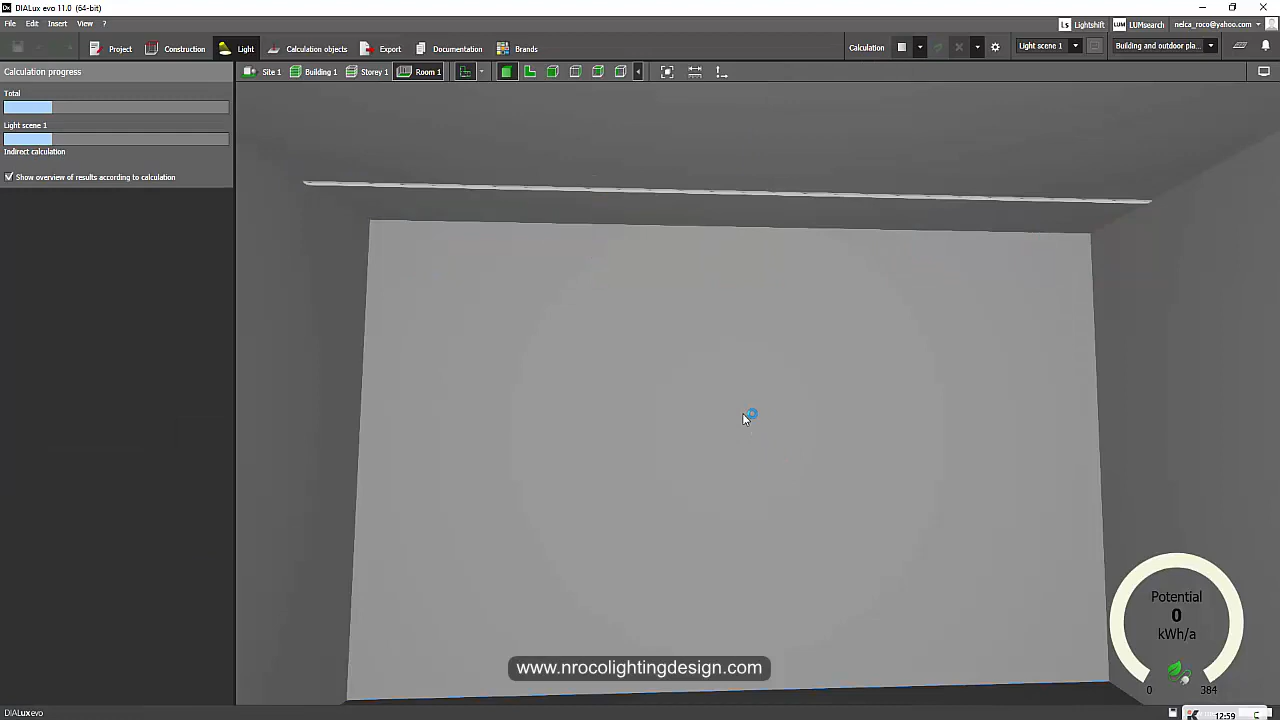 DIALux evo 11.0 (64-bit)
File Edit Insert View ?
Lightshift LUMsearch nelca_roco@yahoo.com
Project Construction Light Calculation objects Export Documentation Brands
Calculation Light scene 1 Building and outdoor pla...
Calculation progress
Site 1 Building 1 Storey 1 Room 1
Total
Light scene 1
Indirect calculation
Show overview of results according to calculation
Potential
0
kWh/a
0 384
www.nrocolightingdesign.com
DIALuxevo
12:59